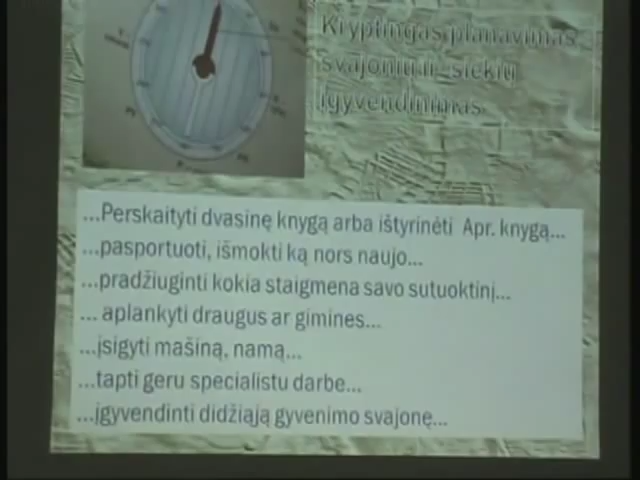 Kryptingas planavimas
svajonių ir siekių
įgyvendinimas
...Perskaityti dvasinę knygą arba ištyrinėti Apr. knygą...
...pasportuoti, išmokti ką nors naujo...
...pradžiuginti kokia staigmena savo sutuoktinį...
... aplankyti draugus ar gimines...
...įsigyti mašiną, namą...
...tapti geru specialistu darbe...
...įgyvendinti didžiąją gyvenimo svajonę...